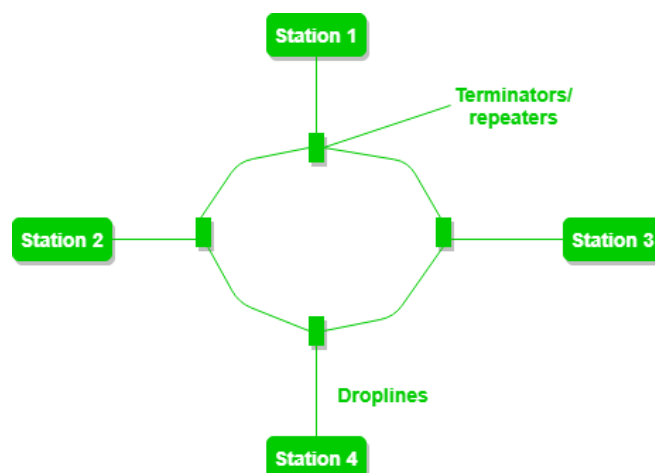 Station 1
Terminators/
repeaters
Station 2
Station 3
Droplines
Station 4